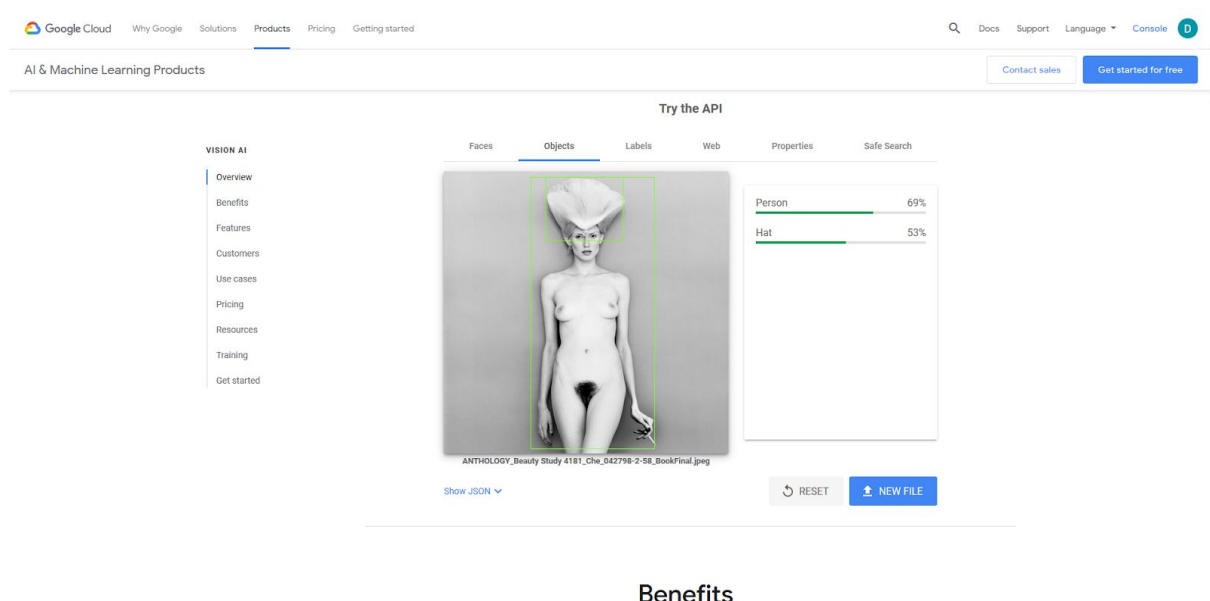 Google Cloud Why Google Solutions Products Pricing Getting started Docs Support Language Console D
AI & Machine Learning Products Contact sales Get started for free
Try the API
VISION AI
Overview
Benefits
Features
Customers
Use cases
Pricing
Resources
Training
Get started
Faces Objects Labels Web Properties Safe Search
Person 69%
Hat 53%
ANTHOLOGY_Beauty Study 4181_Che_042798-2-58_BookFinal.jpeg
Show JSON RESET NEW FILE
Benefits